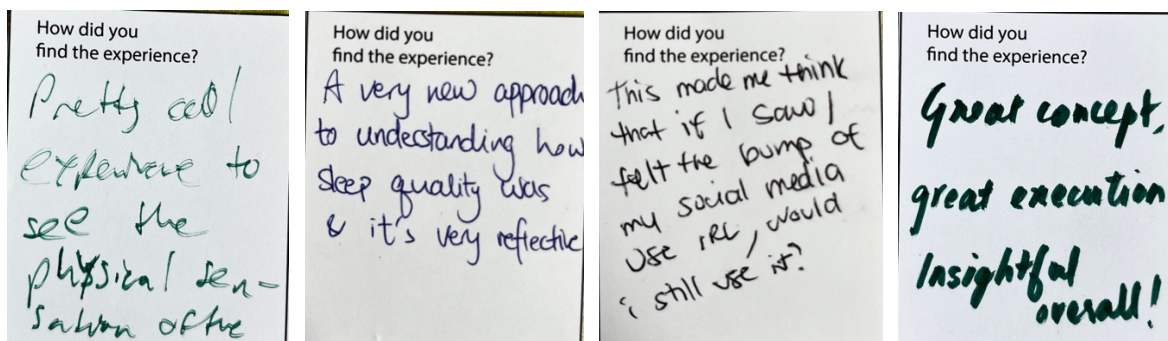 How did you
find the experience?
Pretty cool
experience to
see the
physical sen-
sation of the
How did you
find the experience?
A very new approach
to understanding how
sleep quality was
& it's very reflective
How did you
find the experience?
this made me think
that if I saw /
felt the bump of
my social media
use IRL, would
i still use it?
How did you
find the experience?
Great concept,
great execution
Insightful
overall!